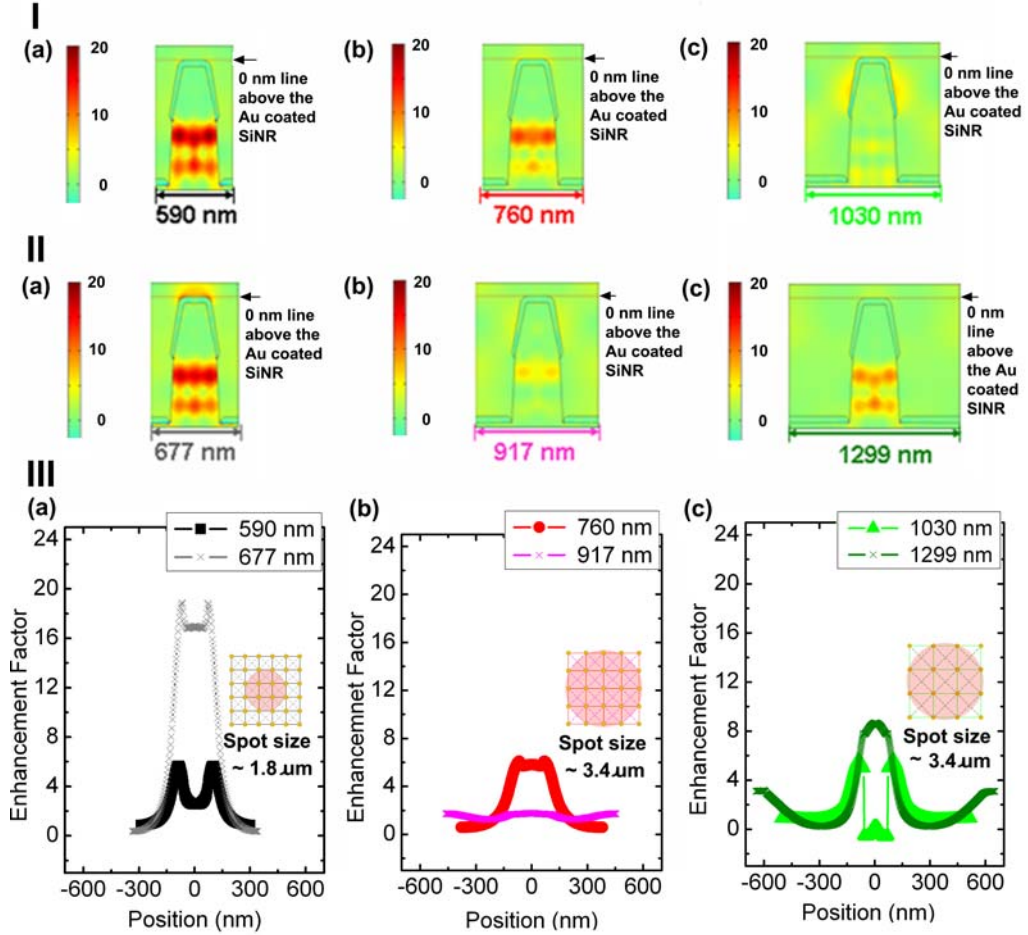 I
(a)
20
10
0
0 nm line
above the
Au coated
SiNR
590 nm
(b)
20
10
0
0 nm line
above the
Au coated
SiNR
760 nm
(c)
20
10
0
0 nm line
above the
Au coated
SiNR
1030 nm
II
(a)
20
10
0
0 nm line
above the
Au coated
SiNR
677 nm
(b)
20
10
0
0 nm line
above the
Au coated
SiNR
917 nm
(c)
20
10
0
0 nm
line
above
the Au
coated
SINR
1299 nm
III
(a)
590 nm
677 nm
Enhancement Factor
24
20
16
12
8
4
0
Spot size
~ 1.8µm
-600 -300 0 300 600
Position (nm)
(b)
760 nm
917 nm
Enhancemnet Factor
24
20
16
12
8
4
0
Spot size
~ 3.4µm
-600 -300 0 300 600
Position (nm)
(c)
1030 nm
1299 nm
Enhancement Factor
24
20
16
12
8
4
0
Spot size
~ 3.4µm
-600 -300 0 300 600
Position (nm)